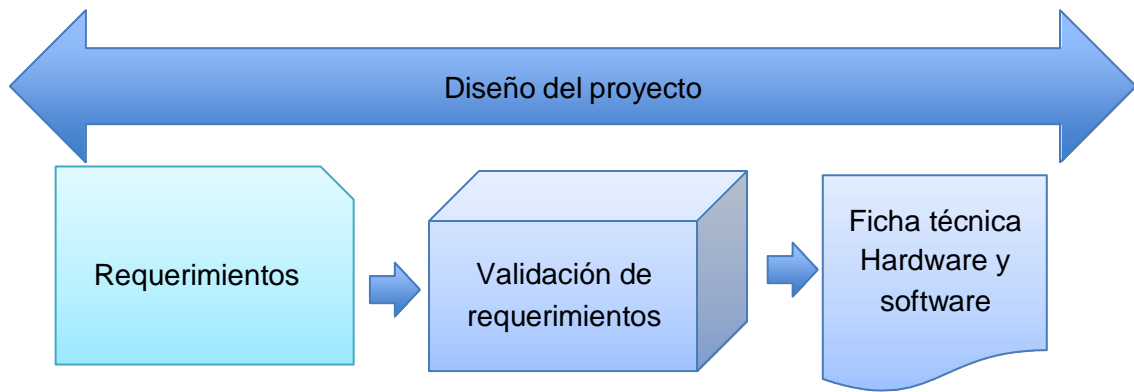 Diseño del proyecto
Requerimientos
Validación de
requerimientos
Ficha técnica
Hardware y
software